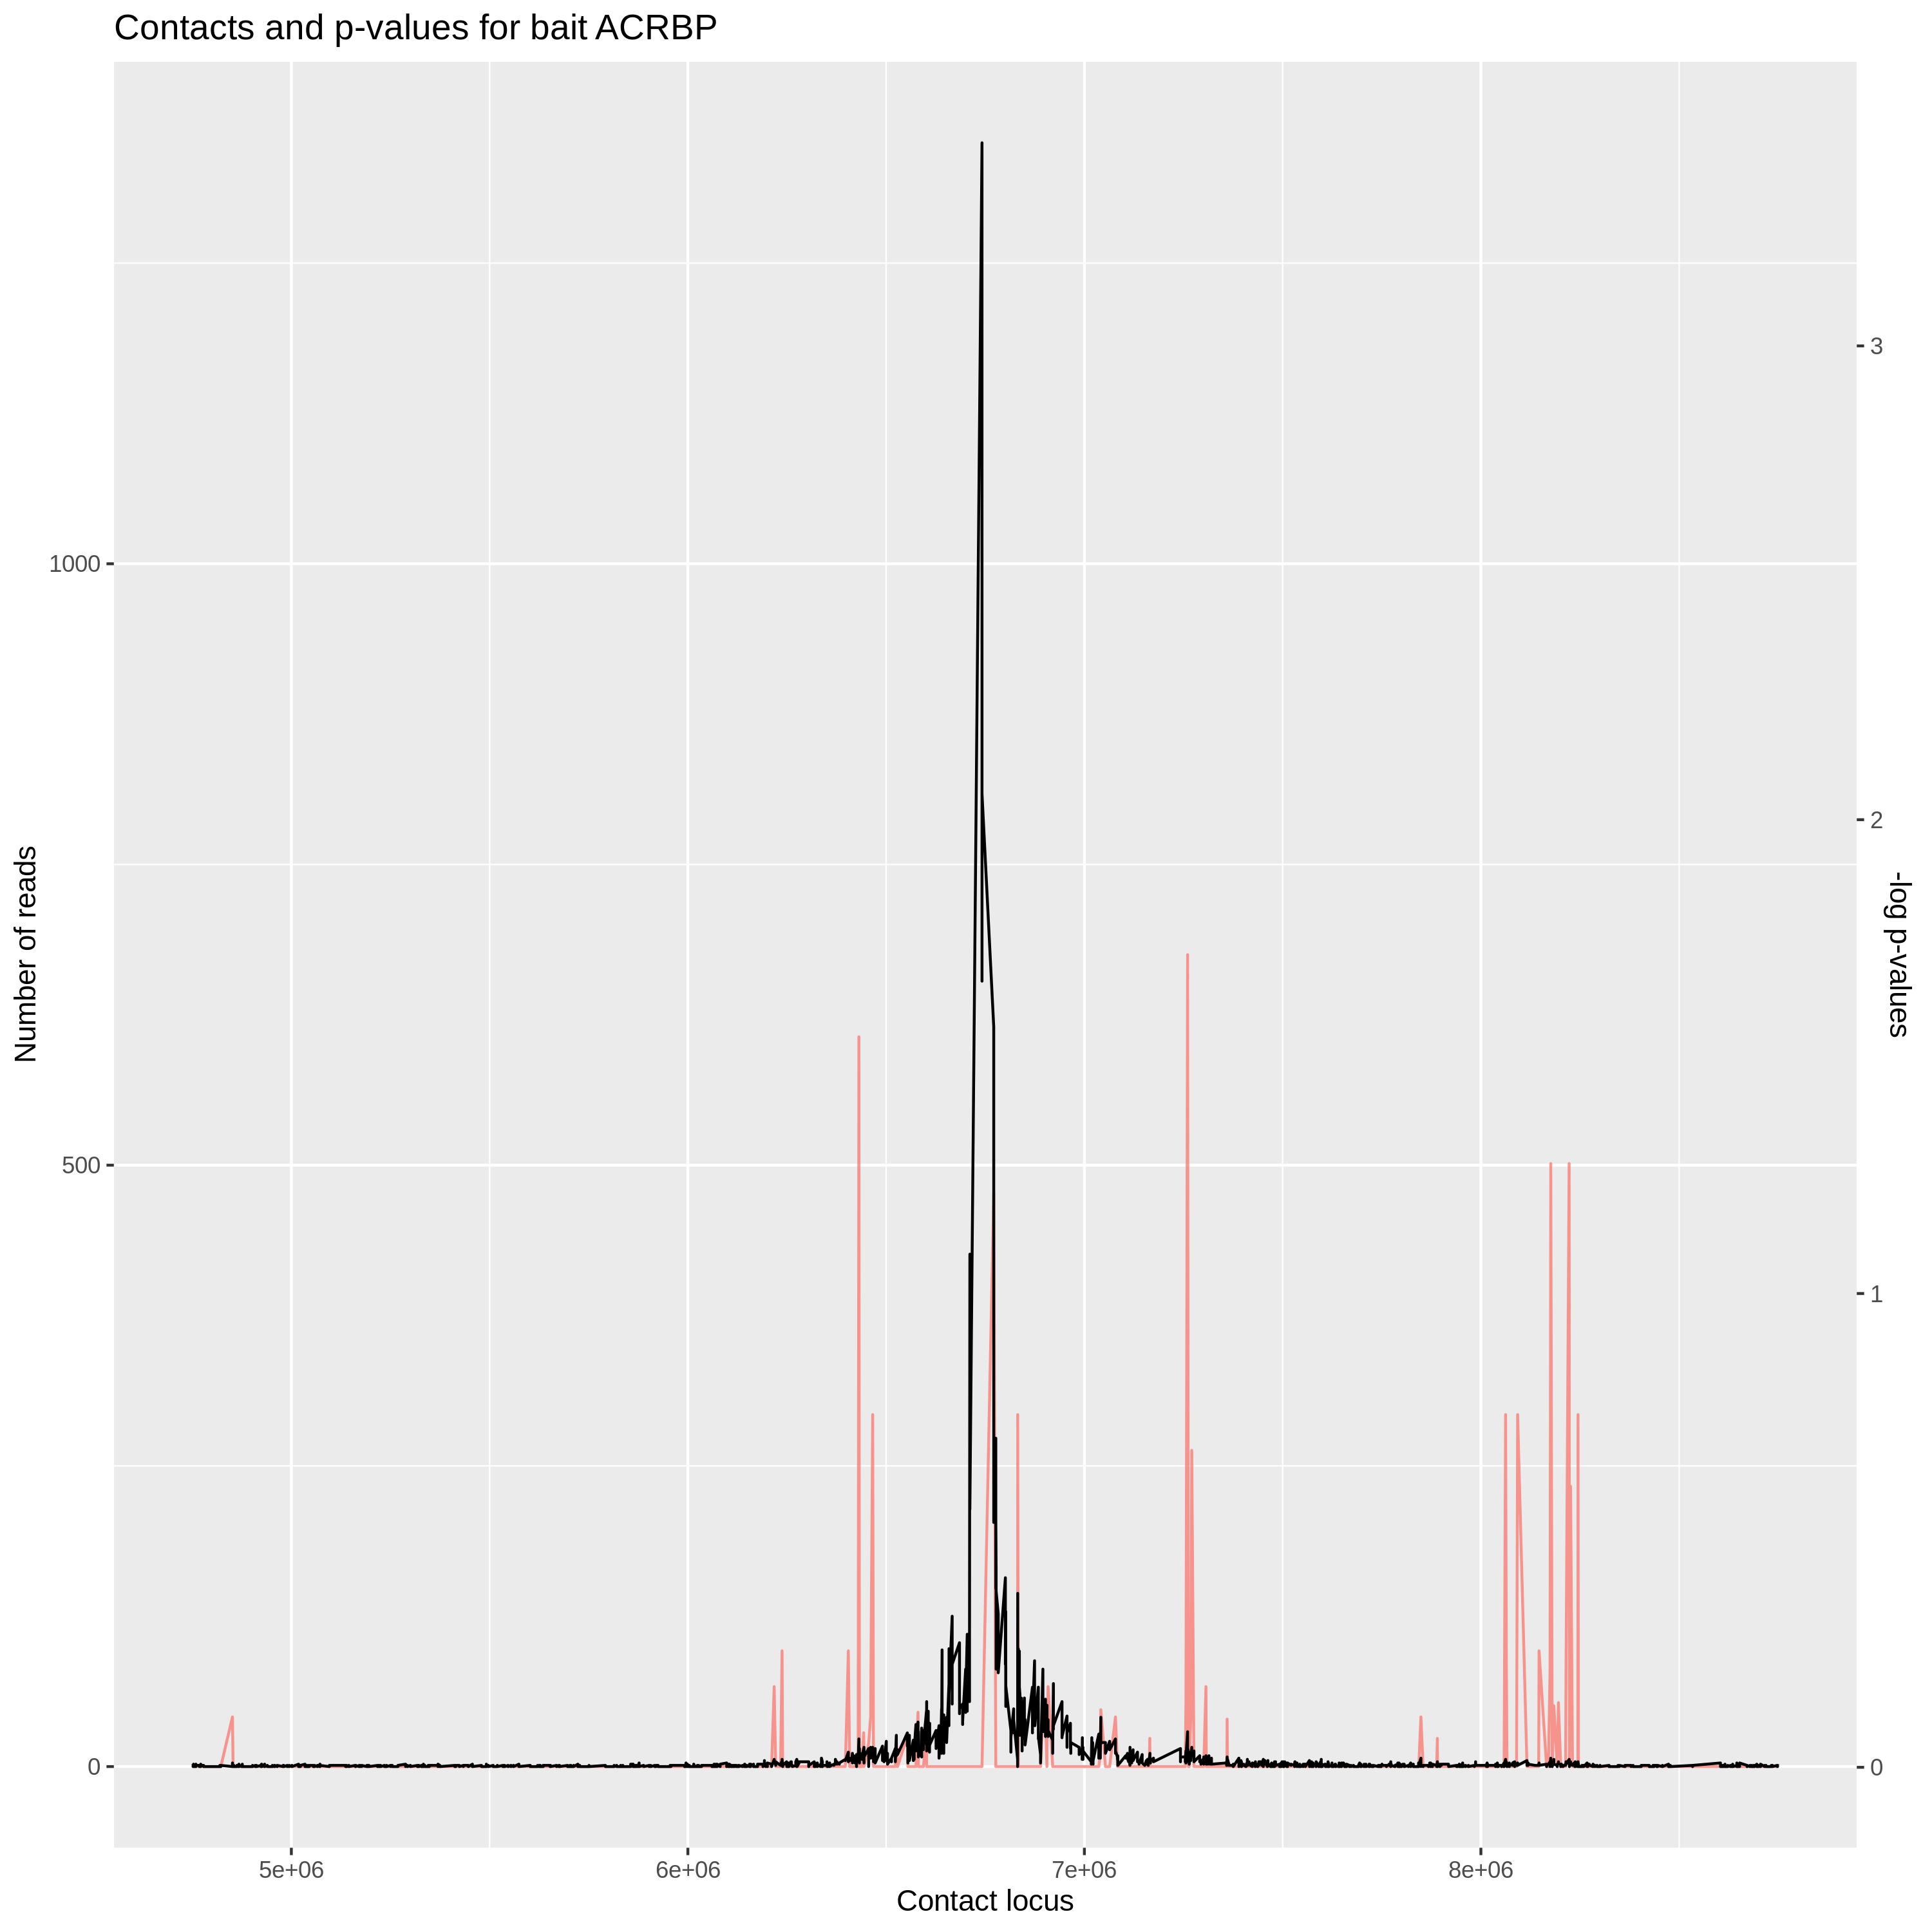 Contacts and p-values for bait ACRBP
1000
500
0
Number of reads
3
2
1
0
-log p-values
5e+06
6e+06
7e+06
8e+06
Contact locus